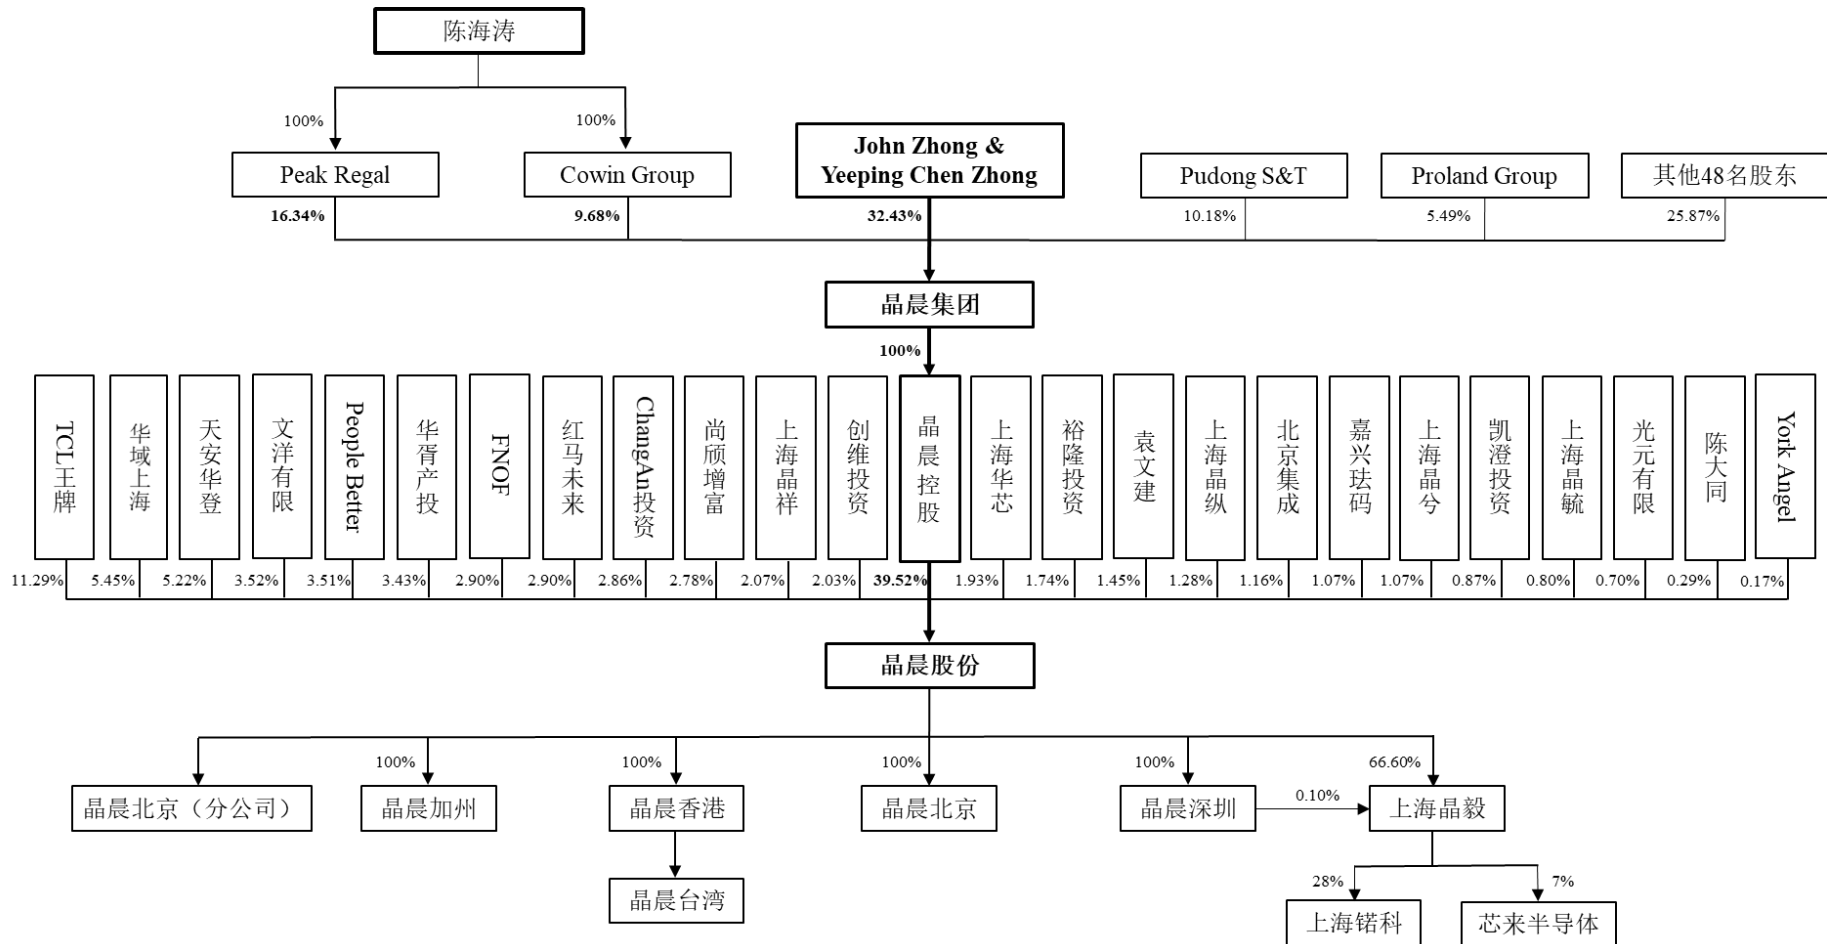 陈海涛
100%
100%
Peak Regal
Cowin Group
John Zhong &
Yeeping Chen Zhong
Pudong S&T
Proland Group
其他48名股东
16.34%
9.68%
32.43%
10.18%
5.49%
25.87%
晶晨集团
100%
TCL王牌
华域上海
天安华登
文洋有限
People Better
华胥产投
FNOF
红马未来
ChangAn投资
尚颀增富
上海晶祥
创维投资
晶晨控股
上海华芯
裕隆投资
袁文建
上海晶纵
北京集成
嘉兴珐码
上海晶兮
凯澄投资
上海晶毓
光元有限
陈大同
York Angel
11.29%
5.45%
5.22%
3.52%
3.51%
3.43%
2.90%
2.90%
2.86%
2.78%
2.07%
2.03%
39.52%
1.93%
1.74%
1.45%
1.28%
1.16%
1.07%
1.07%
0.87%
0.80%
0.70%
0.29%
0.17%
晶晨股份
100%
100%
100%
100%
66.60%
晶晨北京（分公司）
晶晨加州
晶晨香港
晶晨北京
晶晨深圳
0.10%
上海晶毅
晶晨台湾
28%
7%
上海锘科
芯来半导体